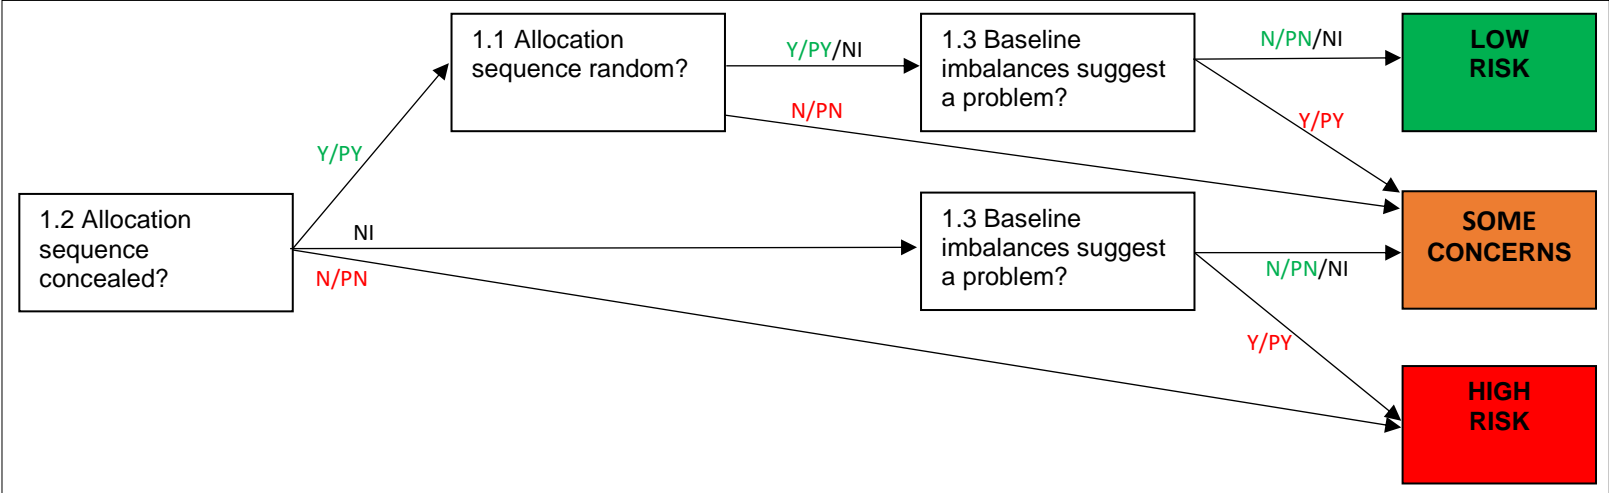 1.1 Allocation
sequence random?
Y/PY/NI
N/PN
1.3 Baseline
imbalances suggest
a problem?
N/PN/NI
Y/PY
LOW
RISK
Y/PY
1.2 Allocation
sequence
concealed?
NI
N/PN
1.3 Baseline
imbalances suggest
a problem?
N/PN/NI
Y/PY
SOME
CONCERNS
HIGH
RISK